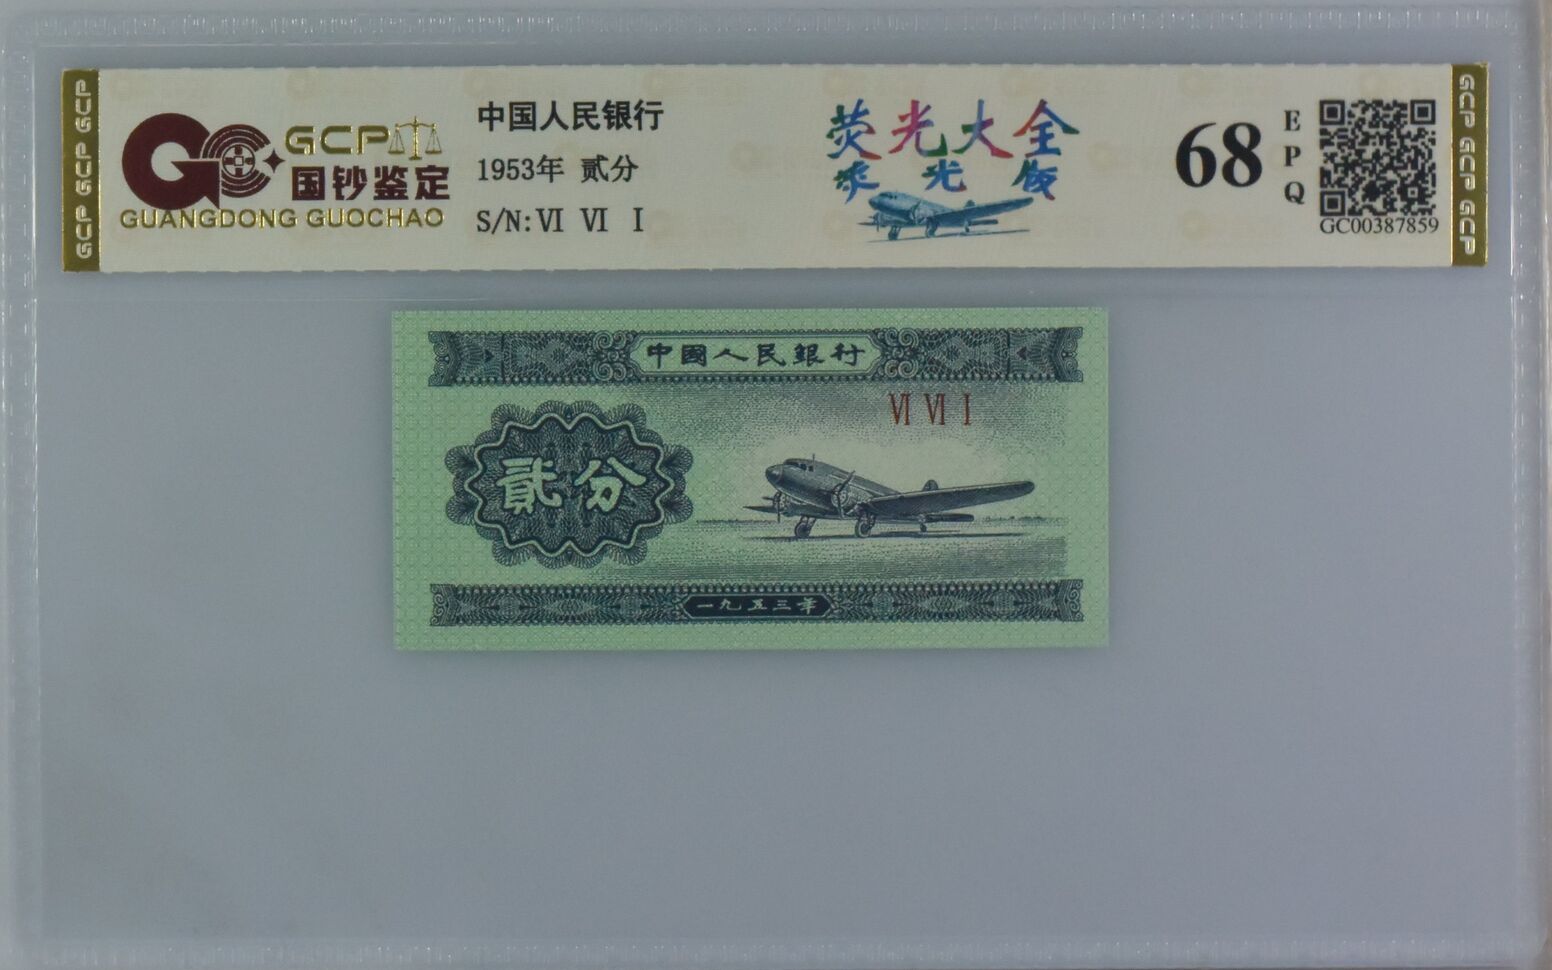 GCP GCP GCP
GCP
国钞鉴定
GUANGDONG GUOCHAO
中国人民银行
1953年 贰分
S/N: VI VI I
荧光大全
荧光版
68
E
P
Q
GC00387859
GCP GCP GCP
中國人民銀行
VI VI I
貳分
一九五三年